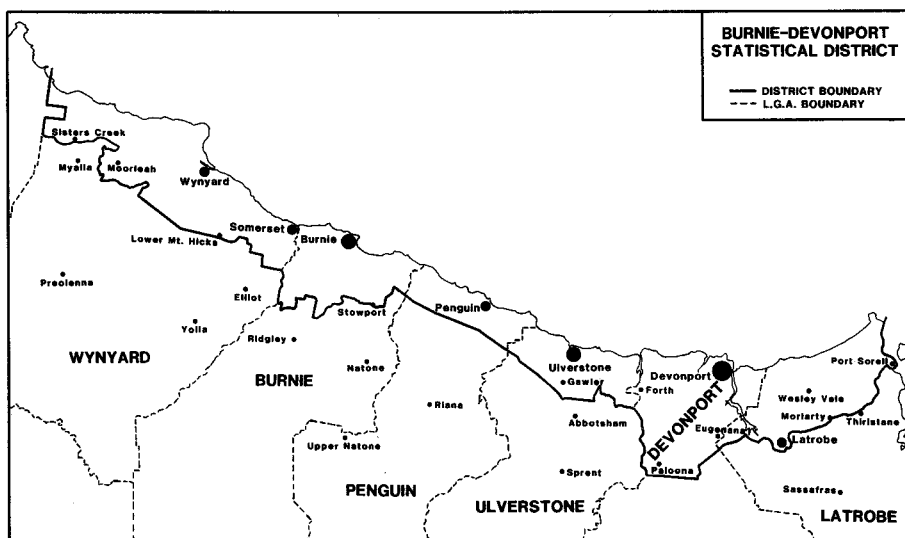 BURNIE–DEVONPORT
STATISTICAL DISTRICT
DISTRICT BOUNDARY
L.G.A. BOUNDARY
Sisters Creek
Myalla
Moorleah
Wynyard
Somerset
Burnie
Lower Mt. Hicks
Preolenna
Elliot
Stowport
Penguin
Yolla
Ridgley
WYNYARD
BURNIE
Natone
Ulverstone
Gawler
Forth
Devonport
Port Sorell
Wesley Vale
Moriarty
Thirlstane
Riana
Abbotsham
DEVONPORT
Eugenana
Latrobe
Upper Natone
Sprent
Paloona
PENGUIN
ULVERSTONE
Sassafras
LATROBE